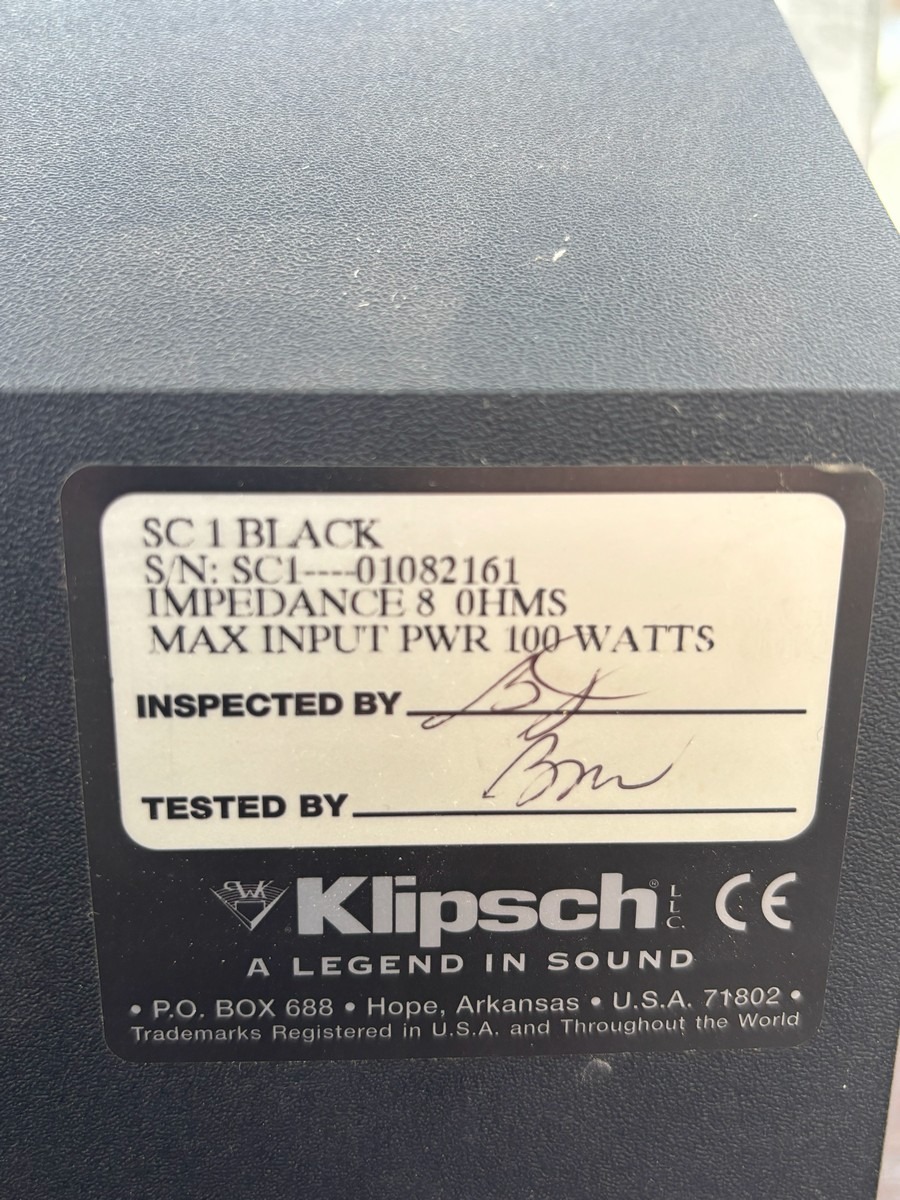 SC 1 BLACK
S/N: SC1----01082161
IMPEDANCE 8 0HMS
MAX INPUT PWR 100 WATTS
INSPECTED BY
TESTED BY
PWK Klipsch® LLC. CE
A LEGEND IN SOUND
• P.O. BOX 688 • Hope, Arkansas • U.S.A. 71802 •
Trademarks Registered in U.S.A. and Throughout the World